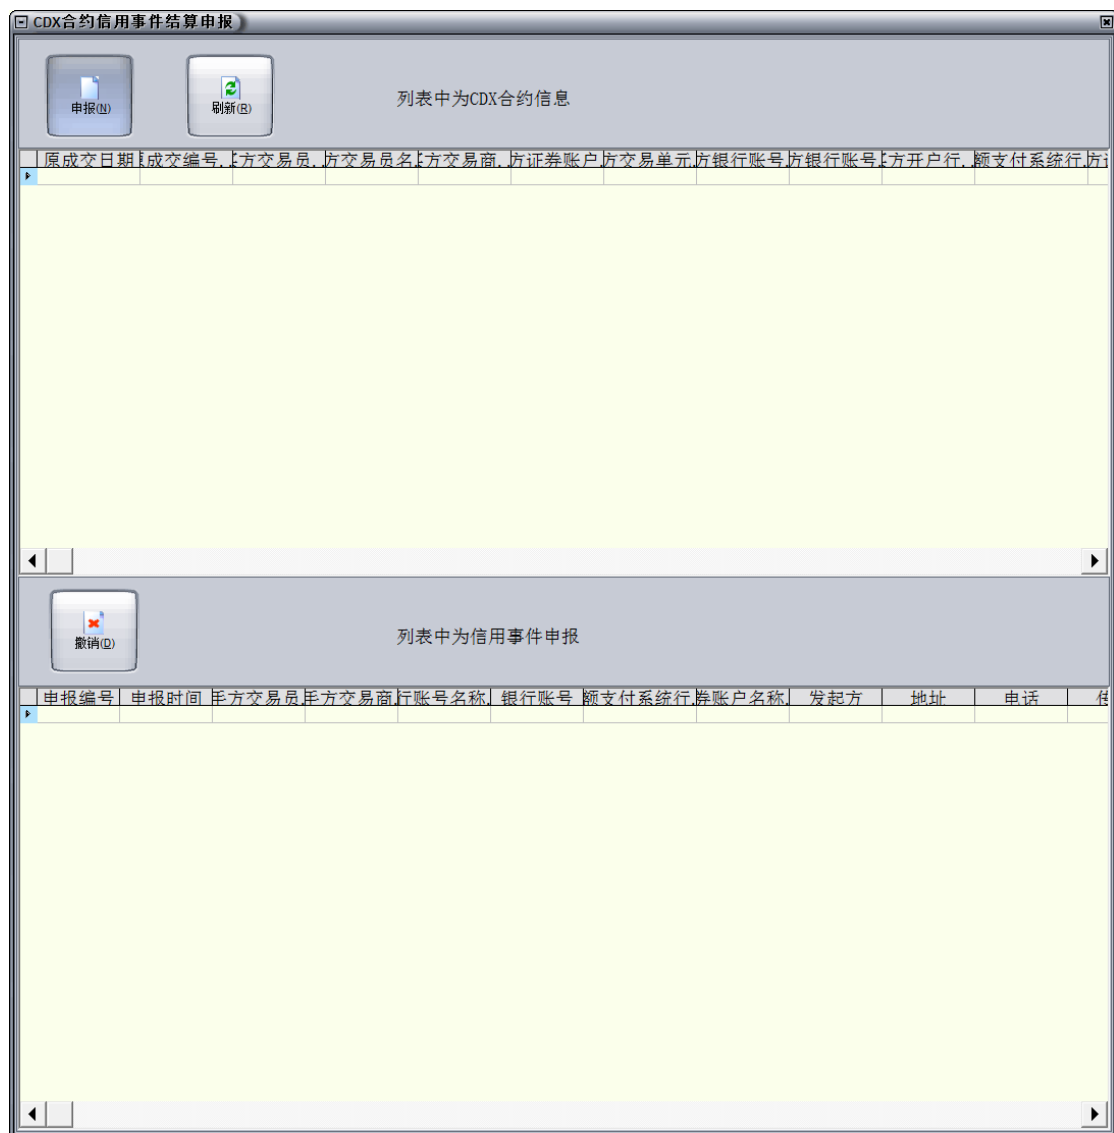 CDX合约信用事件结算申报
申报(N) 刷新(R) 列表中为CDX合约信息
原成交日期 成交编号. 方交易员. 方交易员名 方交易商. 方证券账户. 方交易单元. 方银行账号. 方银行账号. 方开户行. 额支付系统行.
撤销(D) 列表中为信用事件申报
申报编号 申报时间 手方交易员. 手方交易商. 行账号名称. 银行账号 额支付系统行. 券账户名称. 发起方 地址 电话